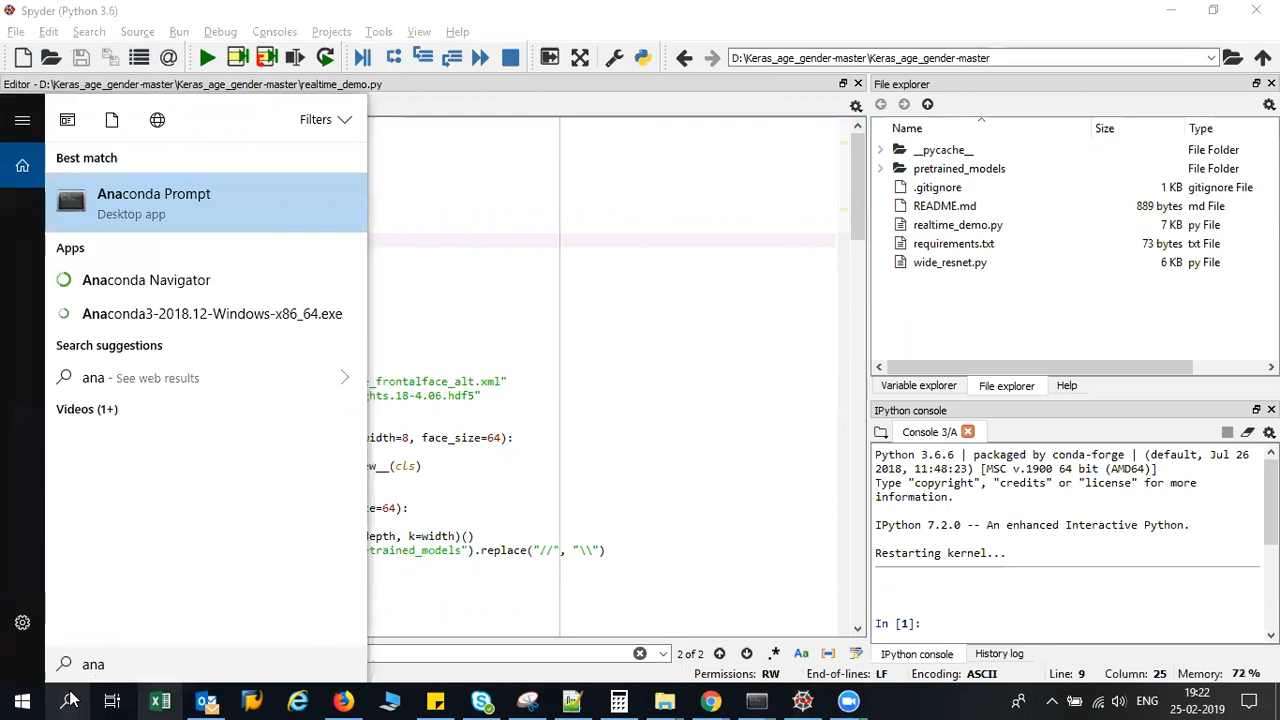 Spyder (Python 3.6)
File Edit Search Source Run Debug Consoles Projects Tools View Help
D:\Keras_age_gender-master\Keras_age_gender-master
Editor - D:\Keras_age_gender-master\Keras_age_gender-master\realtime_demo.py
Filters
Best match
Anaconda Prompt
Desktop app
Apps
Anaconda Navigator
Anaconda3-2018.12-Windows-x86_64.exe
Search suggestions
ana - See web results
Videos (1+)
ana
_frontalface_alt.xml"
ghts.18-4.06.hdf5"
width=8, face_size=64):
ew__(cls)
ze=64):
depth, k=width)()
etrained_models").replace("//", "\\")
2 of 2
Aa
File explorer
Name Size Type
__pycache__ File Folder
pretrained_models File Folder
.gitignore 1 KB gitignore File
README.md 889 bytes md File
realtime_demo.py 7 KB py File
requirements.txt 73 bytes txt File
wide_resnet.py 6 KB py File
Variable explorer File explorer Help
IPython console
Console 3/A
Python 3.6.6 | packaged by conda-forge | (default, Jul 26
2018, 11:48:23) [MSC v.1900 64 bit (AMD64)]
Type "copyright", "credits" or "license" for more
information.
IPython 7.2.0 -- An enhanced Interactive Python.
Restarting kernel...
In [1]:
IPython console History log
Permissions: RW End-of-lines: LF Encoding: ASCII Line: 9 Column: 25 Memory: 72 %
ENG
19:22
25-02-2019